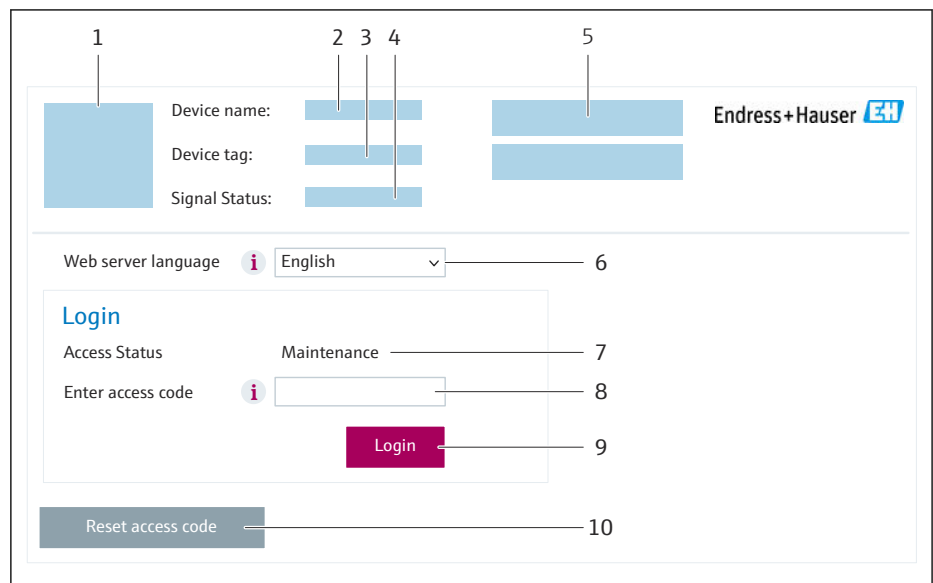 1 2 3 4 5
Device name:
Endress+Hauser EH
Device tag:
Signal Status:
Web server language i English 6
Login
Access Status Maintenance 7
Enter access code i 8
Login 9
Reset access code 10